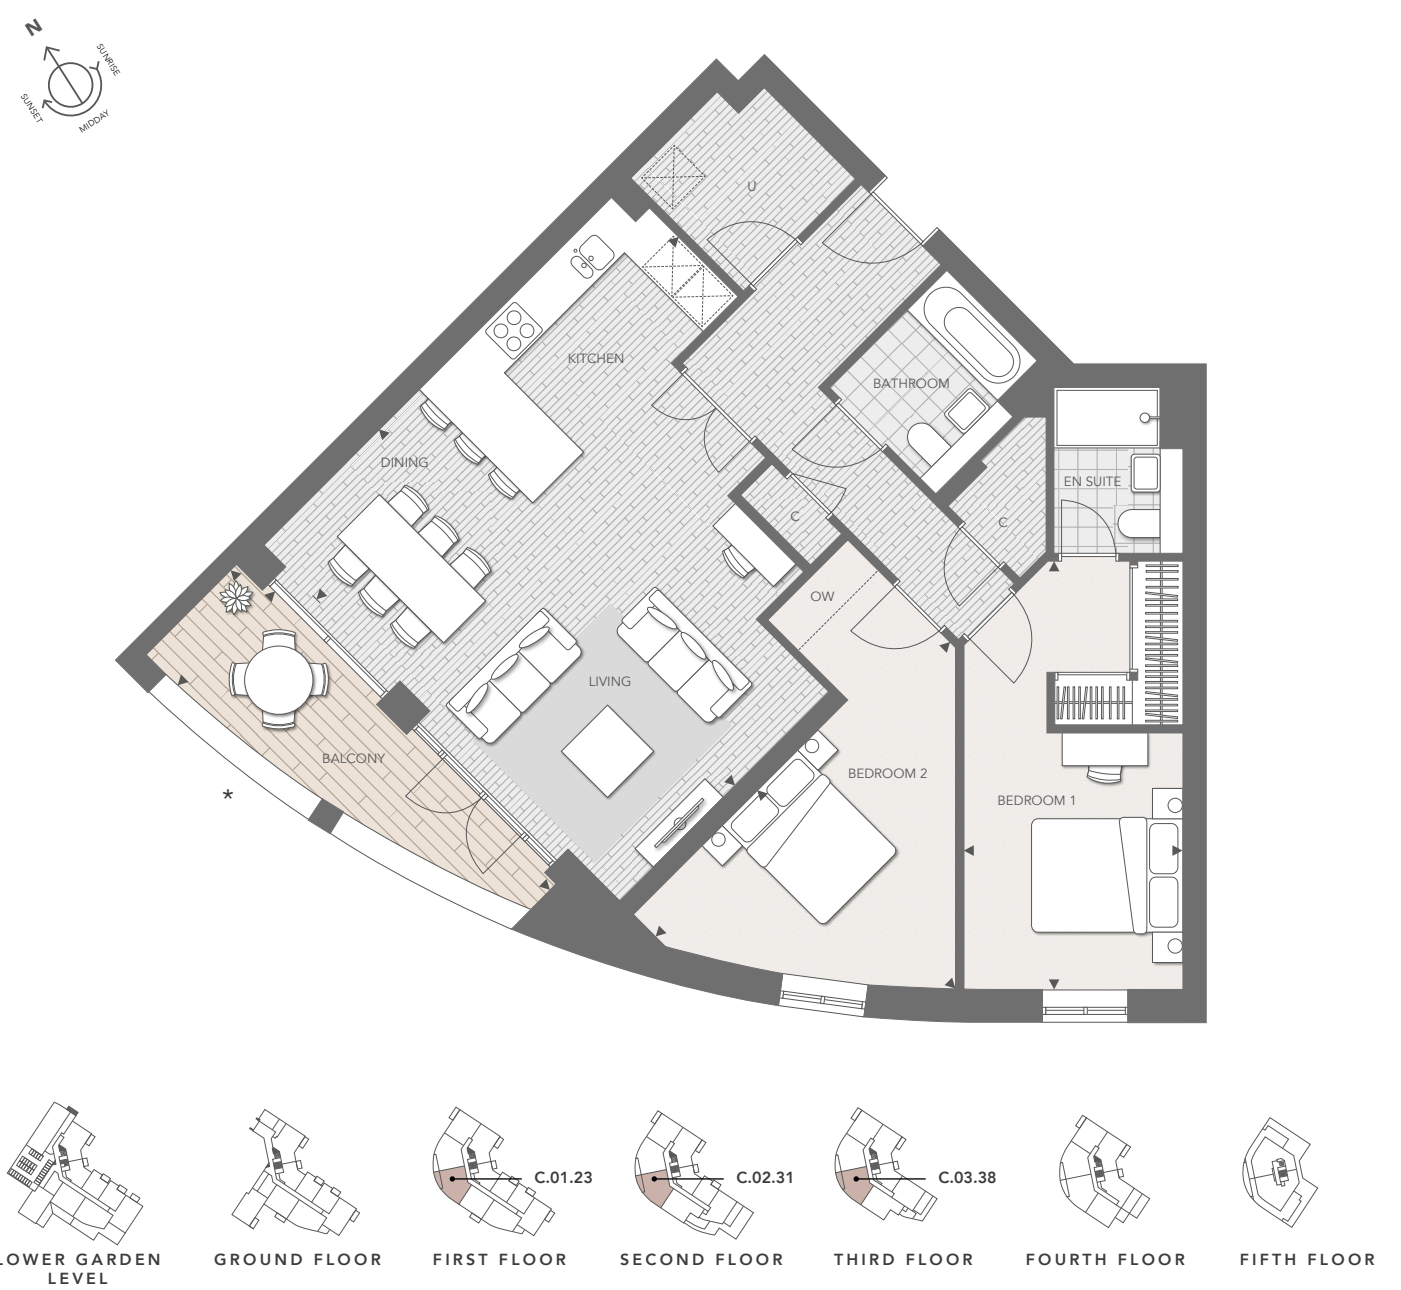 N
SUNRISE
SUNSET
MIDDAY
U
KITCHEN
BATHROOM
DINING
EN SUITE
C
C
OW
LIVING
BALCONY
BEDROOM 2
BEDROOM 1
*
C.01.23
C.02.31
C.03.38
LOWER GARDEN
LEVEL
GROUND FLOOR
FIRST FLOOR
SECOND FLOOR
THIRD FLOOR
FOURTH FLOOR
FIFTH FLOOR